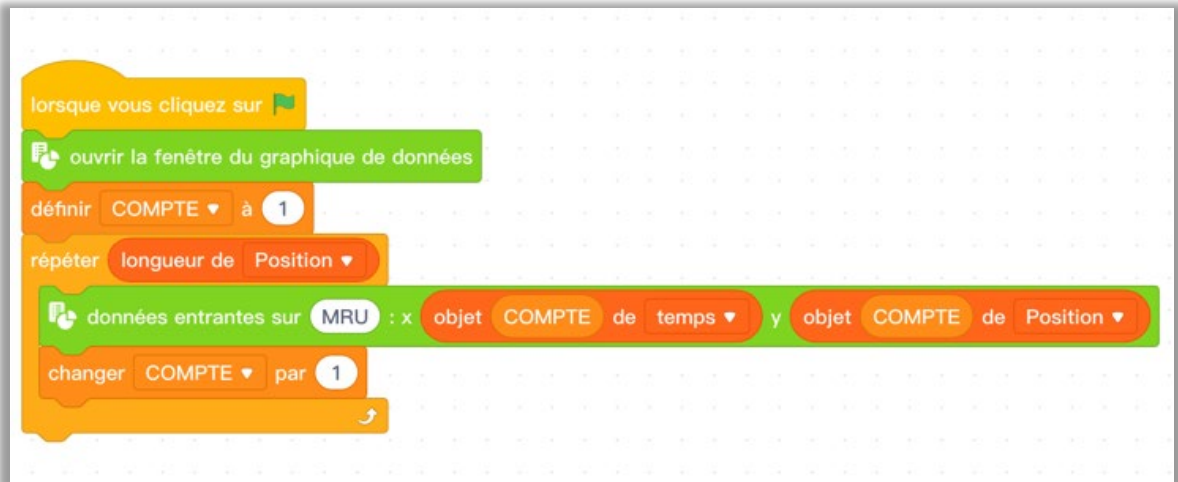 lorsque vous cliquez sur
ouvrir la fenêtre du graphique de données
définir COMPTE à 1
répéter longueur de Position
données entrantes sur MRU : x objet COMPTE de temps y objet COMPTE de Position
changer COMPTE par 1